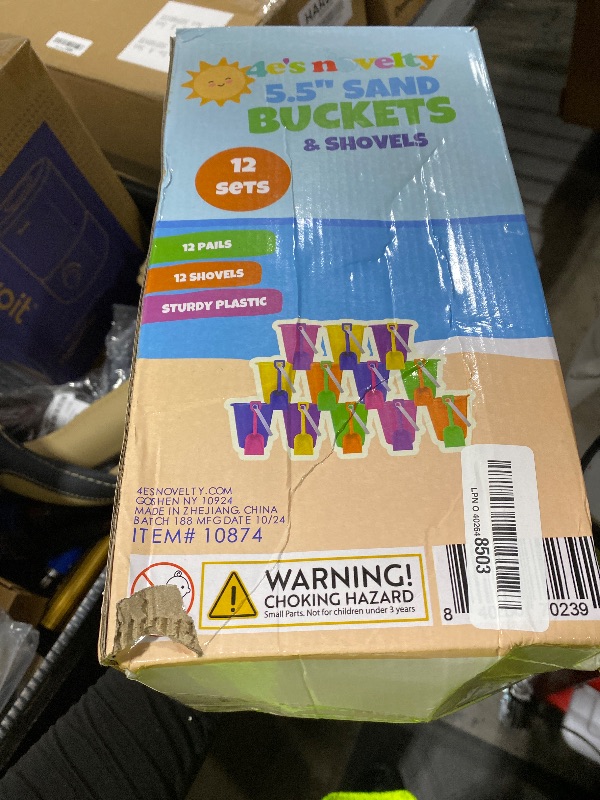 4e's novelty
5.5" SAND
BUCKETS
& SHOVELS
12
SETS
12 PAILS
12 SHOVELS
STURDY PLASTIC
4ESNOVELTY.COM
GOSHEN NY 10924
MADE IN ZHEJIANG, CHINA
BATCH 188 MFG DATE 10/24
ITEM# 10874
WARNING!
CHOKING HAZARD
Small Parts. Not for children under 3 years
8
0239
8503
oit